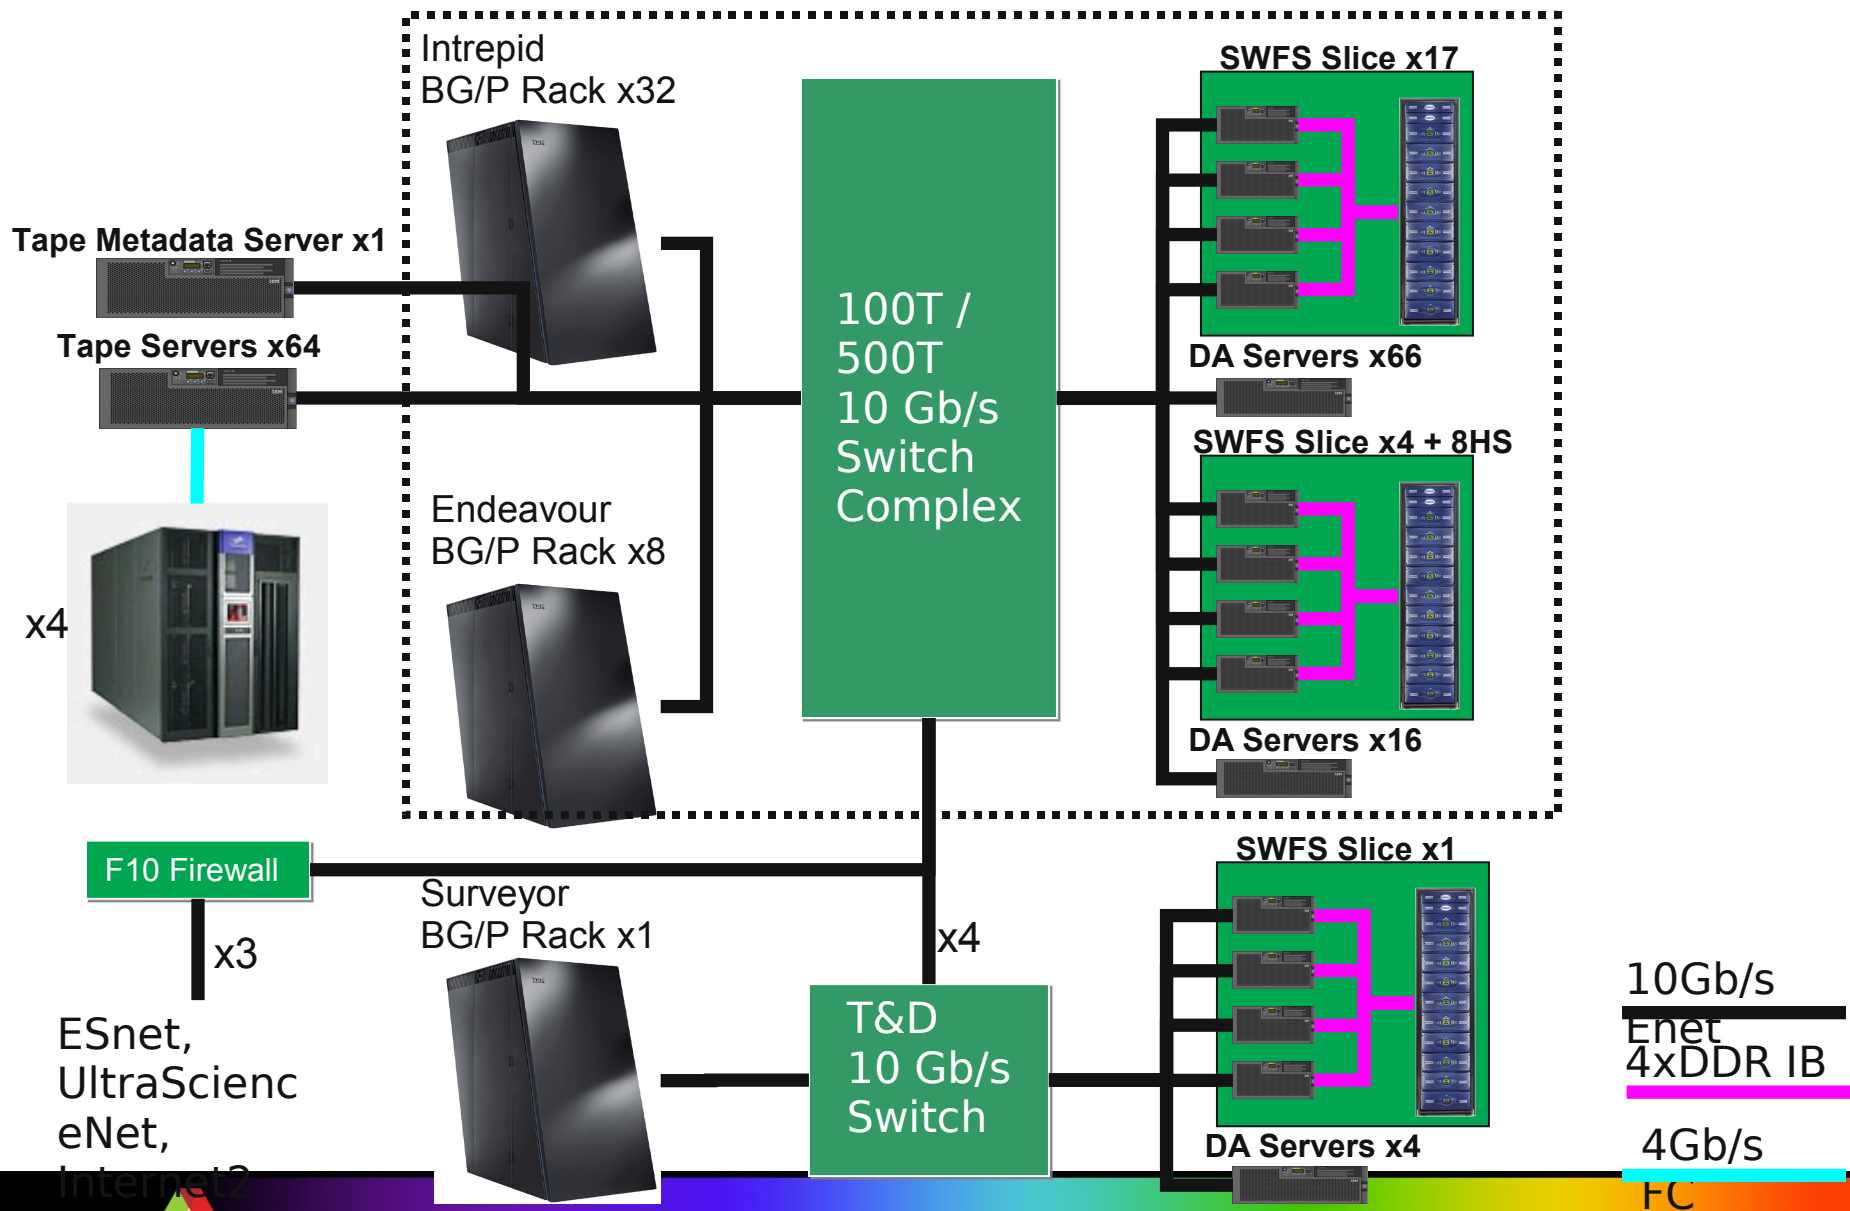 Intrepid
BG/P Rack x32
SWFS Slice x17
Tape Metadata Server x1
Tape Servers x64
100T /
500T
10 Gb/s
Switch
Complex
DA Servers x66
SWFS Slice x4 + 8HS
Endeavour
BG/P Rack x8
x4
DA Servers x16
F10 Firewall
SWFS Slice x1
Surveyor
BG/P Rack x1
x4
x3
ESnet,
UltraScienc
eNet,
Internet2
T&D
10 Gb/s
Switch
DA Servers x4
10Gb/s
Enet
4xDDR IB
4Gb/s
FC